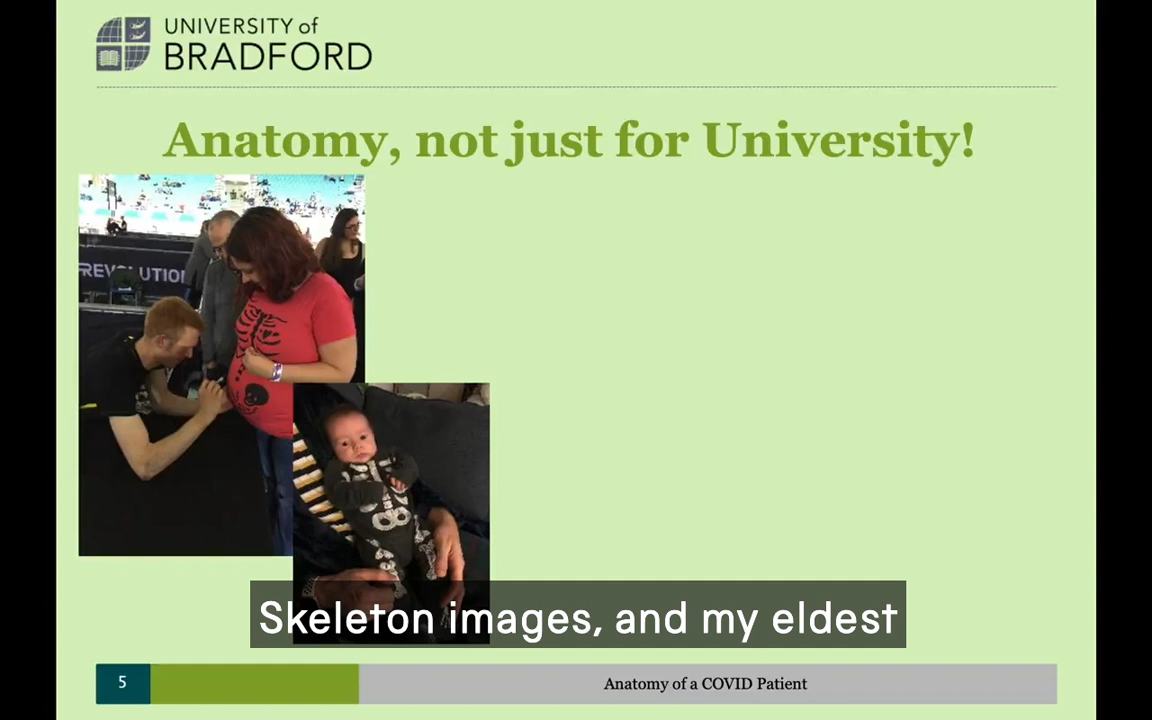 UNIVERSITY of
BRADFORD
Anatomy, not just for University!
REVOLUTION
Skeleton images, and my eldest
5
Anatomy of a COVID Patient